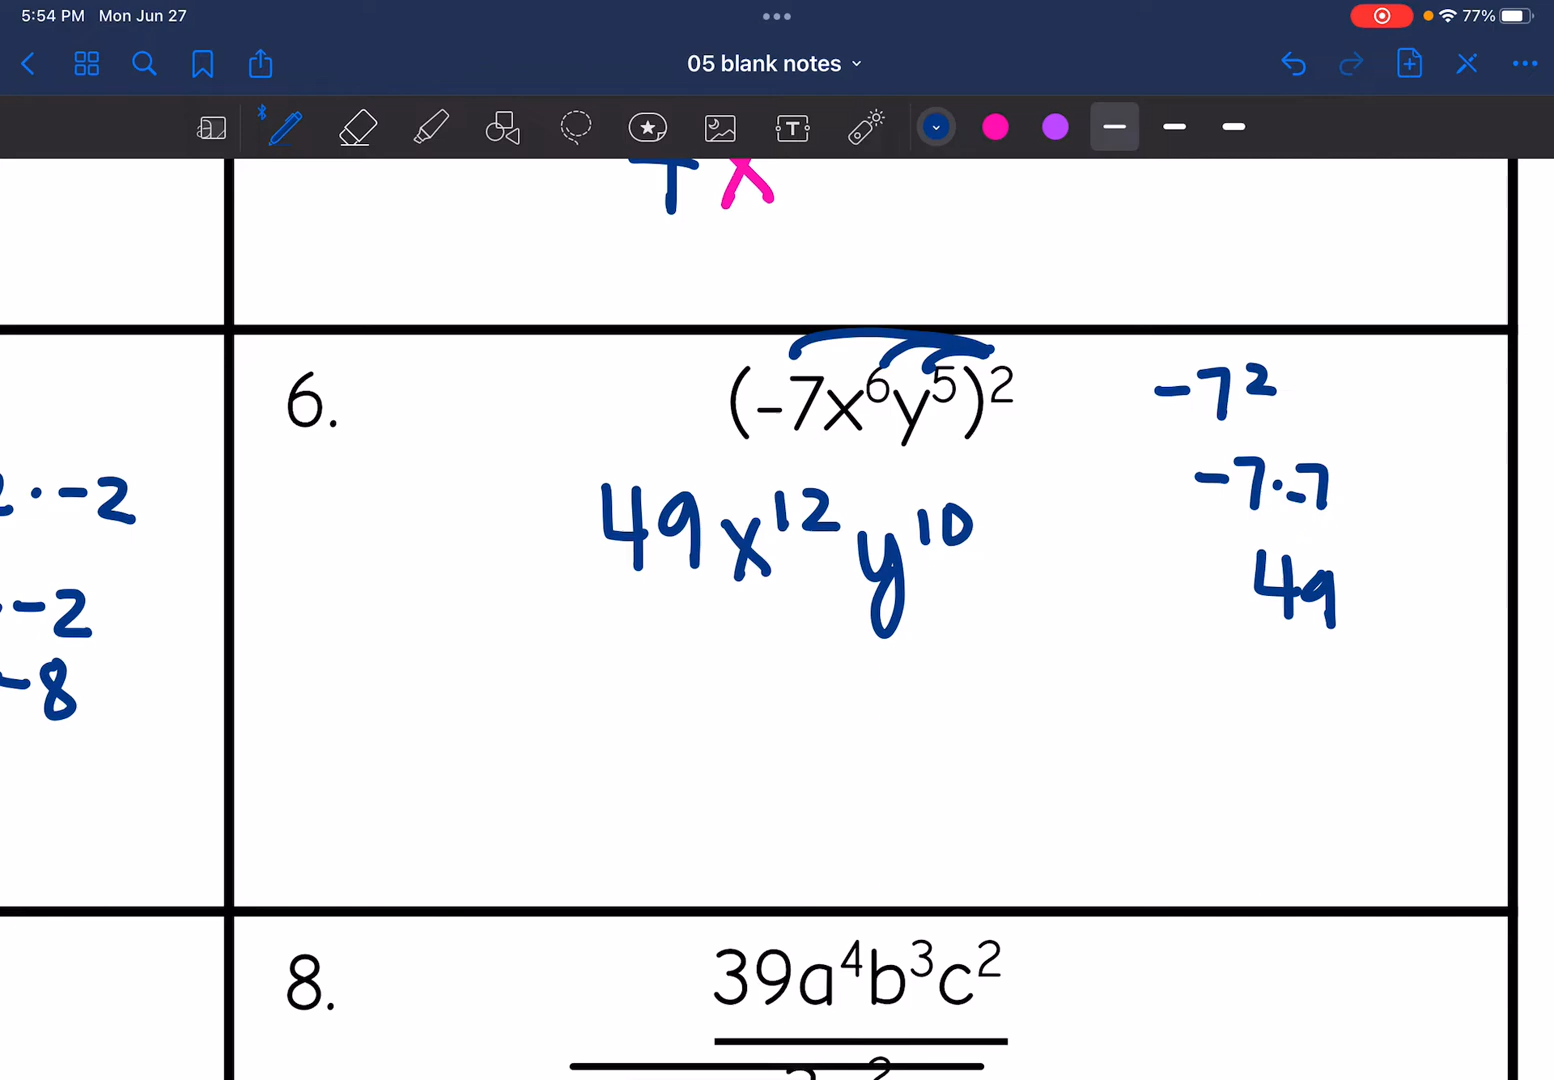 5:54 PM Mon Jun 27
77%
05 blank notes
T
x
6.
(-7x⁶y⁵)²
-7²
· -2
-7·-7
49x¹²y¹⁰
49
-2
-8
8.
39a⁴b³c²